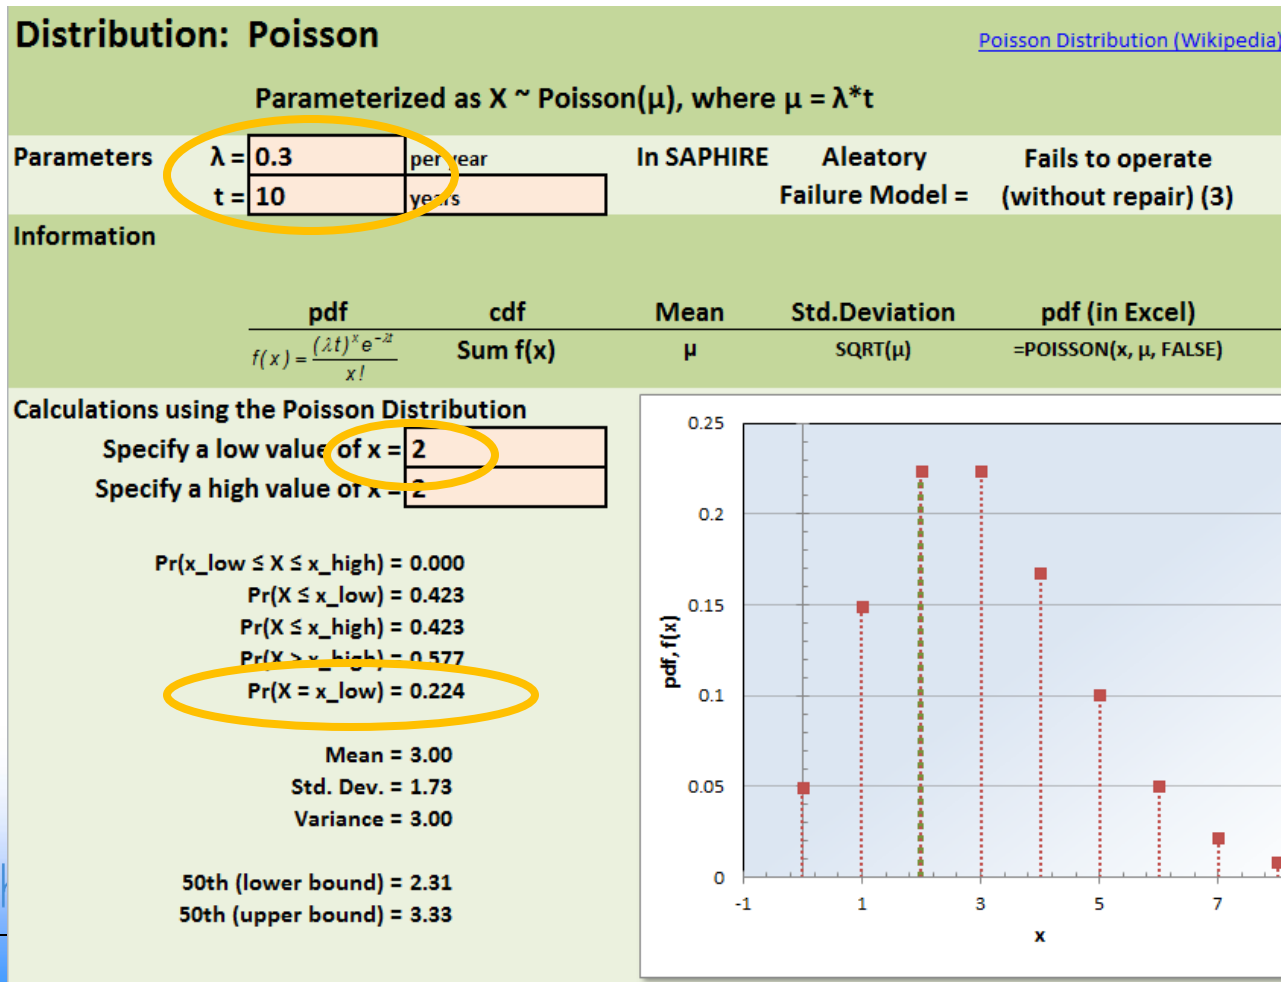 Distribution: Poisson
Poisson Distribution (Wikipedia)
Parameterized as X ~ Poisson(μ), where μ = λ*t
Parameters λ = 0.3 per year In SAPHIRE Aleatory Fails to operate
t = 10 years Failure Model = (without repair) (3)
Information
pdf cdf Mean Std.Deviation pdf (in Excel)
f(x) = (λt)^x e^-λt / x! Sum f(x) μ SQRT(μ) =POISSON(x, μ, FALSE)
Calculations using the Poisson Distribution
Specify a low value of x = 2
Specify a high value of x = 2
Pr(x_low ≤ X ≤ x_high) = 0.000
Pr(X ≤ x_low) = 0.423
Pr(X ≤ x_high) = 0.423
Pr(X > x_high) = 0.577
Pr(X = x_low) = 0.224
Mean = 3.00
Std. Dev. = 1.73
Variance = 3.00
50th (lower bound) = 2.31
50th (upper bound) = 3.33
0.25
0.2
0.15
0.1
0.05
0
pdf, f(x)
-1 1 3 5 7
x